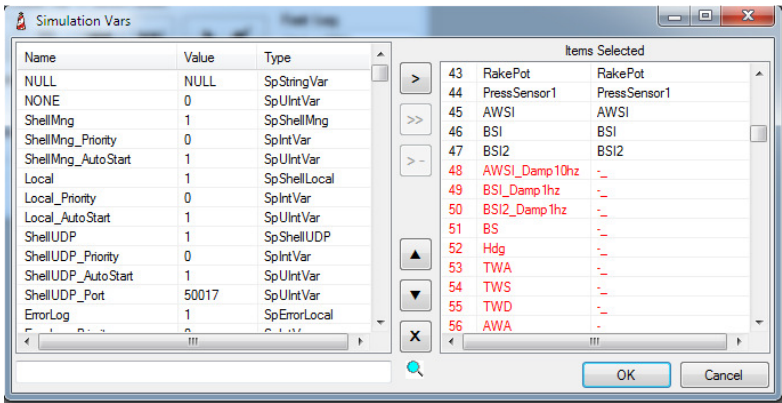 Simulation Vars
Name Value Type
NULL NULL SpStringVar
NONE 0 SpUIntVar
ShellMng 1 SpShellMng
ShellMng_Priority 0 SpIntVar
ShellMng_AutoStart 1 SpUIntVar
Local 1 SpShellLocal
Local_Priority 0 SpIntVar
Local_AutoStart 1 SpUIntVar
ShellUDP 1 SpShellUDP
ShellUDP_Priority 0 SpIntVar
ShellUDP_AutoStart 1 SpUIntVar
ShellUDP_Port 50017 SpUIntVar
ErrorLog 1 SpErrorLocal
>
>>
>-
X
Items Selected
43 RakePot RakePot
44 PressSensor1 PressSensor1
45 AWSI AWSI
46 BSI BSI
47 BSI2 BSI2
48 AWSI_Damp10hz -_
49 BSI_Damp1hz -_
50 BSI2_Damp1hz -_
51 BS -_
52 Hdg -_
53 TWA -_
54 TWS -_
55 TWD -_
56 AWA -_
OK Cancel